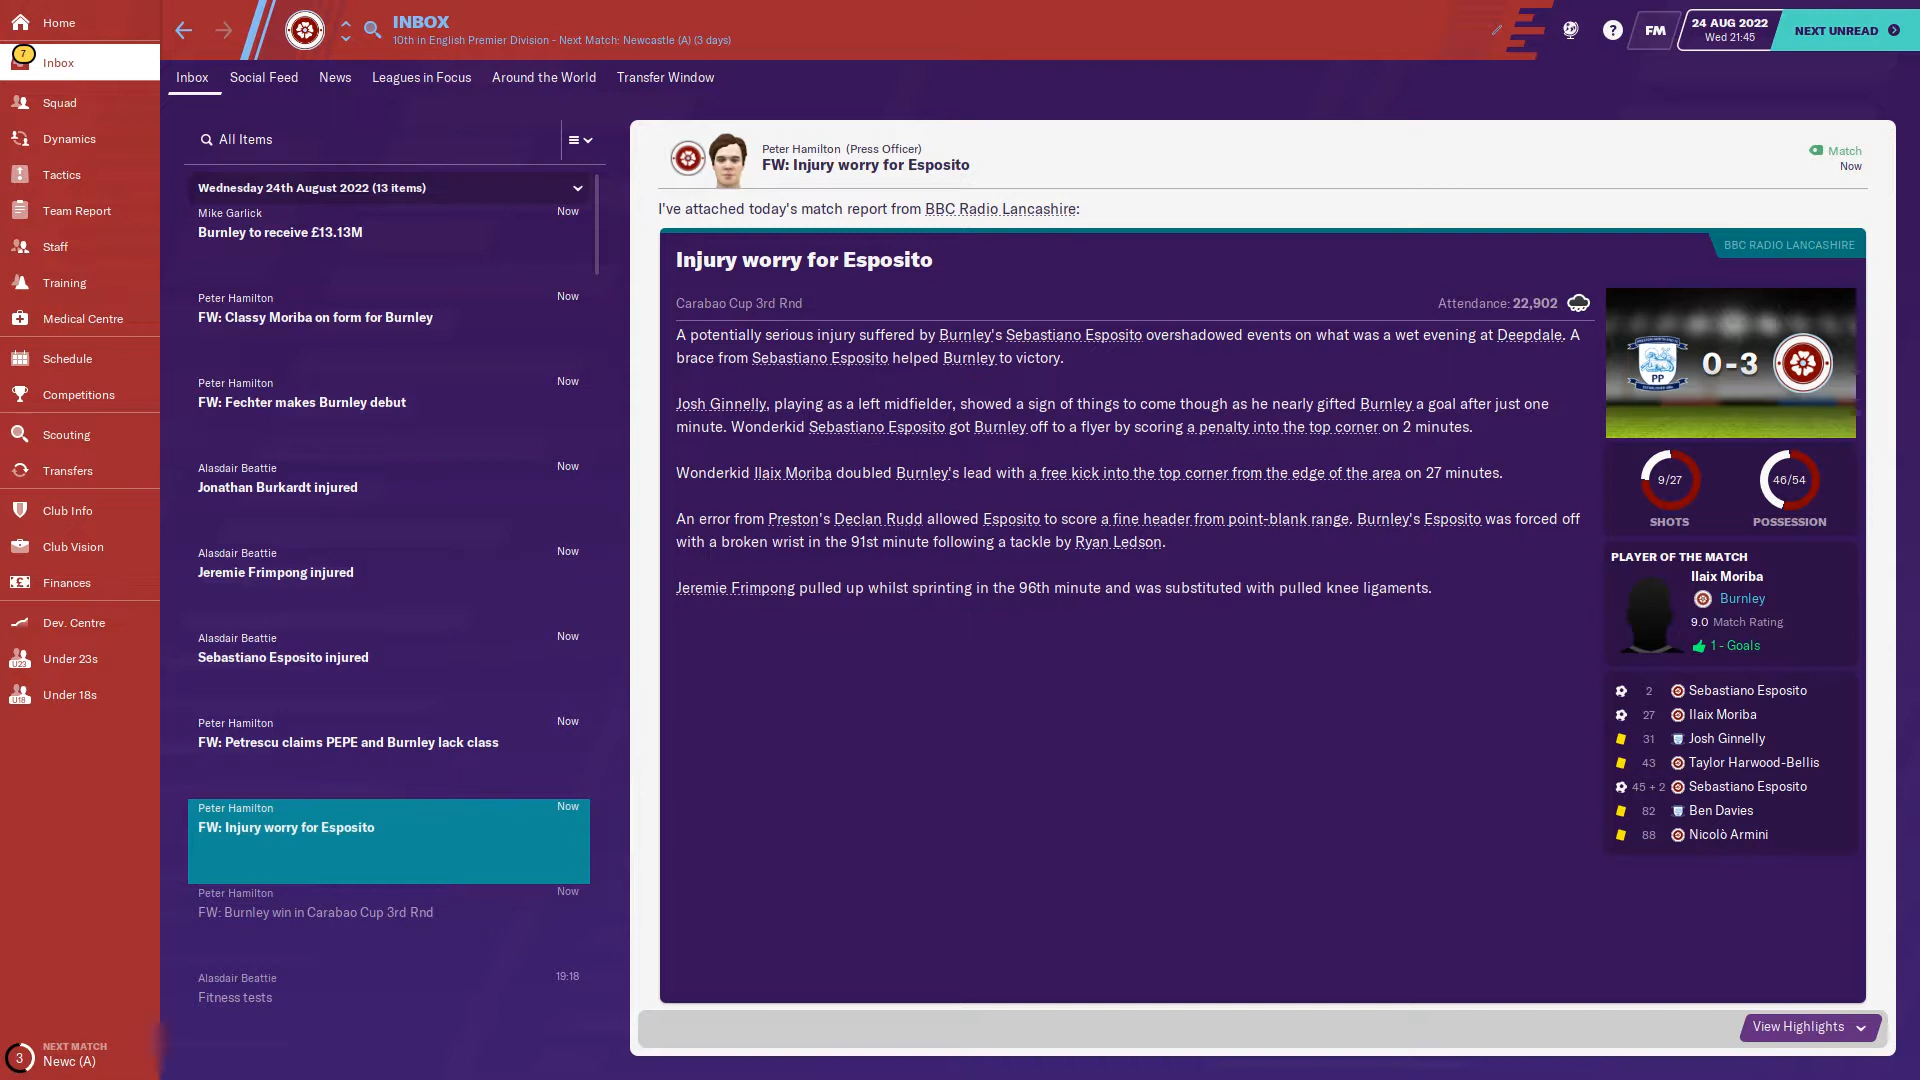 Home
7
Inbox
Squad
Dynamics
Tactics
Team Report
Staff
Training
Medical Centre
Schedule
Competitions
Scouting
Transfers
Club Info
Club Vision
Finances
Dev. Centre
U23
Under 23s
U18
Under 18s
3
NEXT MATCH
Newc (A)
INBOX
10th in English Premier Division - Next Match: Newcastle (A) (3 days)
?
FM
24 AUG 2022
Wed 21:45
NEXT UNREAD
Inbox
Social Feed
News
Leagues in Focus
Around the World
Transfer Window
All Items
Wednesday 24th August 2022 (13 items)
Mike Garlick
Now
Burnley to receive £13.13M
Peter Hamilton
Now
FW: Classy Moriba on form for Burnley
Peter Hamilton
Now
FW: Fechter makes Burnley debut
Alasdair Beattie
Now
Jonathan Burkardt injured
Alasdair Beattie
Now
Jeremie Frimpong injured
Alasdair Beattie
Now
Sebastiano Esposito injured
Peter Hamilton
Now
FW: Petrescu claims PEPE and Burnley lack class
Peter Hamilton
Now
FW: Injury worry for Esposito
Peter Hamilton
Now
FW: Burnley win in Carabao Cup 3rd Rnd
Alasdair Beattie
19:18
Fitness tests
Peter Hamilton (Press Officer)
FW: Injury worry for Esposito
Match
Now
I've attached today's match report from BBC Radio Lancashire:
BBC RADIO LANCASHIRE
Injury worry for Esposito
Carabao Cup 3rd Rnd
Attendance: 22,902
A potentially serious injury suffered by Burnley's Sebastiano Esposito overshadowed events on what was a wet evening at Deepdale. A
brace from Sebastiano Esposito helped Burnley to victory.
Josh Ginnelly, playing as a left midfielder, showed a sign of things to come though as he nearly gifted Burnley a goal after just one
minute. Wonderkid Sebastiano Esposito got Burnley off to a flyer by scoring a penalty into the top corner on 2 minutes.
Wonderkid Ilaix Moriba doubled Burnley's lead with a free kick into the top corner from the edge of the area on 27 minutes.
An error from Preston's Declan Rudd allowed Esposito to score a fine header from point-blank range. Burnley's Esposito was forced off
with a broken wrist in the 91st minute following a tackle by Ryan Ledson.
Jeremie Frimpong pulled up whilst sprinting in the 96th minute and was substituted with pulled knee ligaments.
PP
0-3
9/27
SHOTS
46/54
POSSESSION
PLAYER OF THE MATCH
Ilaix Moriba
Burnley
9.0 Match Rating
1 - Goals
2 Sebastiano Esposito
27 Ilaix Moriba
31 Josh Ginnelly
43 Taylor Harwood-Bellis
45 + 2 Sebastiano Esposito
82 Ben Davies
88 Nicolò Armini
View Highlights